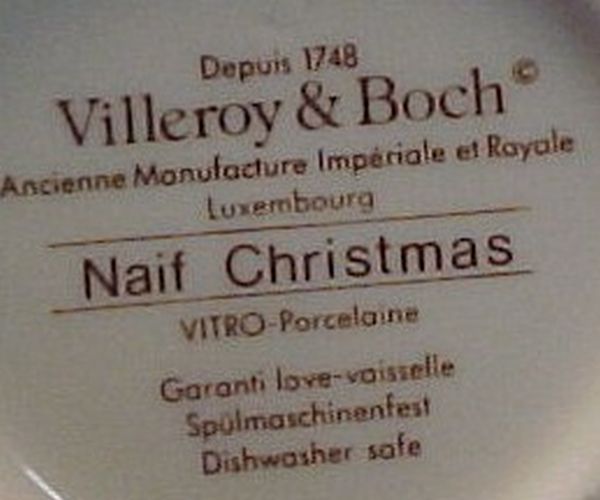 Depuis 1748
Villeroy & Boch©
Ancienne Manufacture Impériale et Royale
Luxembourg
Naif Christmas
VITRO-Porcelaine
Garanti lave-vaisselle
Spülmaschinenfest
Dishwasher safe